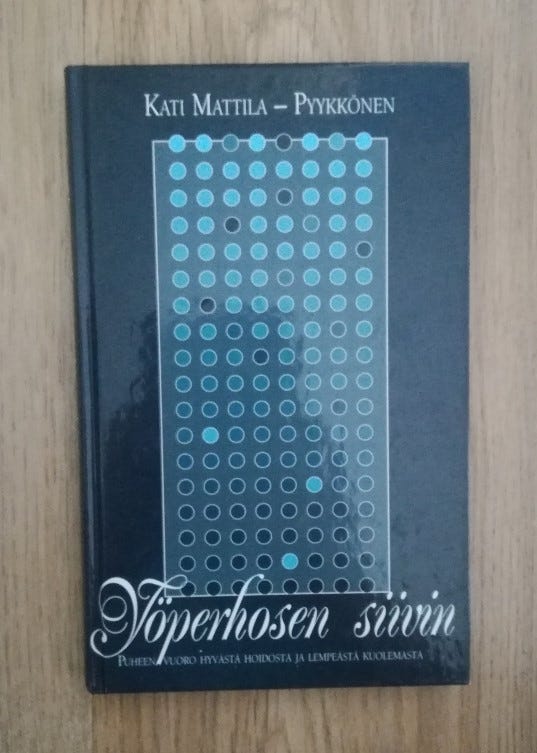 KATI MATTILA – PYYKKÖNEN
Yöperhosen siivin
PUHEENVUORO HYVÄSTÄ HOIDOSTA JA LEMPEÄSTÄ KUOLEMASTA